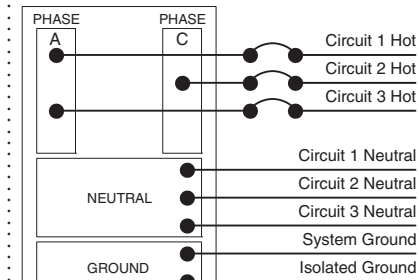 PHASE PHASE
A C
Circuit 1 Hot
Circuit 2 Hot
Circuit 3 Hot
Circuit 1 Neutral
NEUTRAL
Circuit 2 Neutral
Circuit 3 Neutral
System Ground
GROUND
Isolated Ground